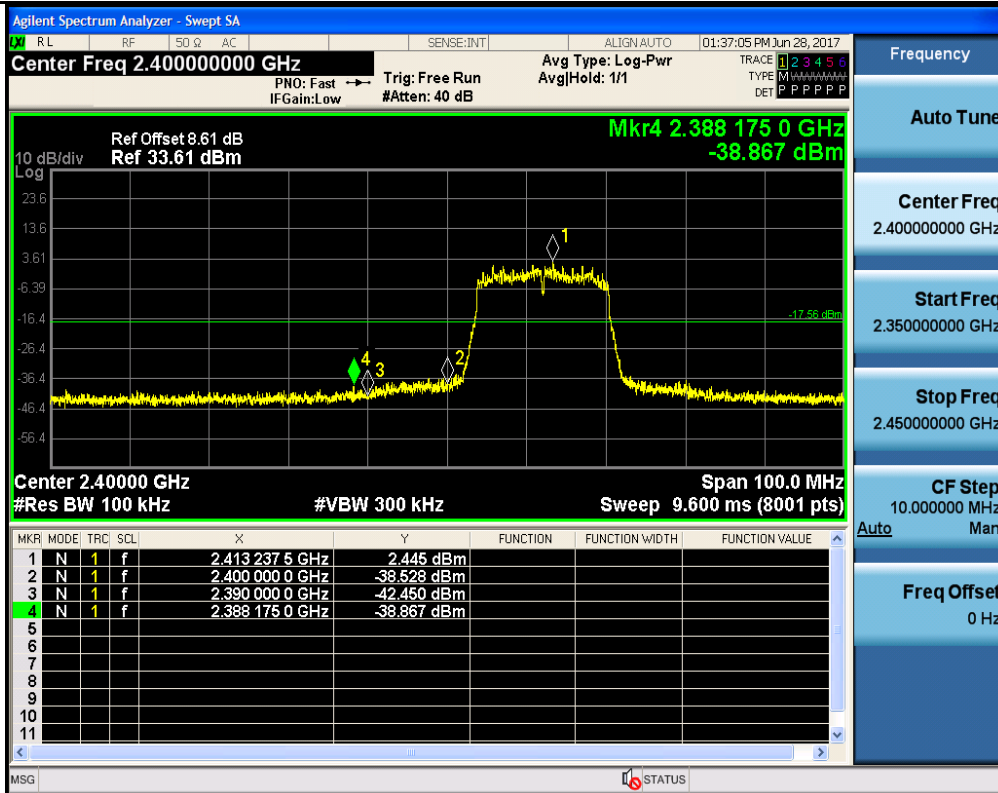 Agilent Spectrum Analyzer - Swept SA
LXI RL RF 50 Ω AC SENSE:INT ALIGN AUTO 01:37:05 PM Jun 28, 2017
Center Freq 2.400000000 GHz
PNO: Fast
IFGain:Low
Trig: Free Run
#Atten: 40 dB
Avg Type: Log-Pwr
Avg|Hold: 1/1
TRACE 1 2 3 4 5 6
TYPE M
DET P P P P P P
Ref Offset 8.61 dB
10 dB/div Ref 33.61 dBm
Log
Mkr4 2.388 175 0 GHz
-38.867 dBm
23.6
13.6
3.61
-6.39
-16.4
-26.4
-36.4
-46.4
-56.4
1
-17.56 dBm
4
3
2
Center 2.40000 GHz Span 100.0 MHz
#Res BW 100 kHz #VBW 300 kHz Sweep 9.600 ms (8001 pts)
MKR MODE TRC SCL X Y FUNCTION FUNCTION WIDTH FUNCTION VALUE
1 N 1 f 2.413 237 5 GHz 2.445 dBm
2 N 1 f 2.400 000 0 GHz -38.528 dBm
3 N 1 f 2.390 000 0 GHz -42.450 dBm
4 N 1 f 2.388 175 0 GHz -38.867 dBm
5
6
7
8
9
10
11
MSG STATUS
Frequency
Auto Tune
Center Freq
2.400000000 GHz
Start Freq
2.350000000 GHz
Stop Freq
2.450000000 GHz
CF Step
10.000000 MHz
Auto Man
Freq Offset
0 Hz